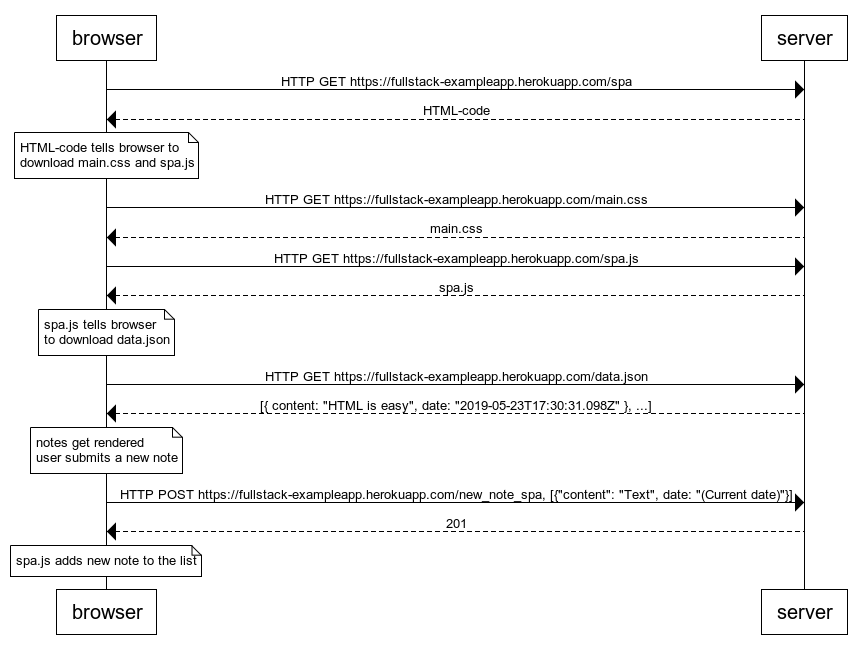 browser
server
HTTP GET https://fullstack-exampleapp.herokuapp.com/spa
HTML-code
HTML-code tells browser to
download main.css and spa.js
HTTP GET https://fullstack-exampleapp.herokuapp.com/main.css
main.css
HTTP GET https://fullstack-exampleapp.herokuapp.com/spa.js
spa.js
spa.js tells browser
to download data.json
HTTP GET https://fullstack-exampleapp.herokuapp.com/data.json
[{ content: "HTML is easy", date: "2019-05-23T17:30:31.098Z" }, ...]
notes get rendered
user submits a new note
HTTP POST https://fullstack-exampleapp.herokuapp.com/new_note_spa, [{"content": "Text", date: "(Current date)"}]
201
spa.js adds new note to the list
browser
server